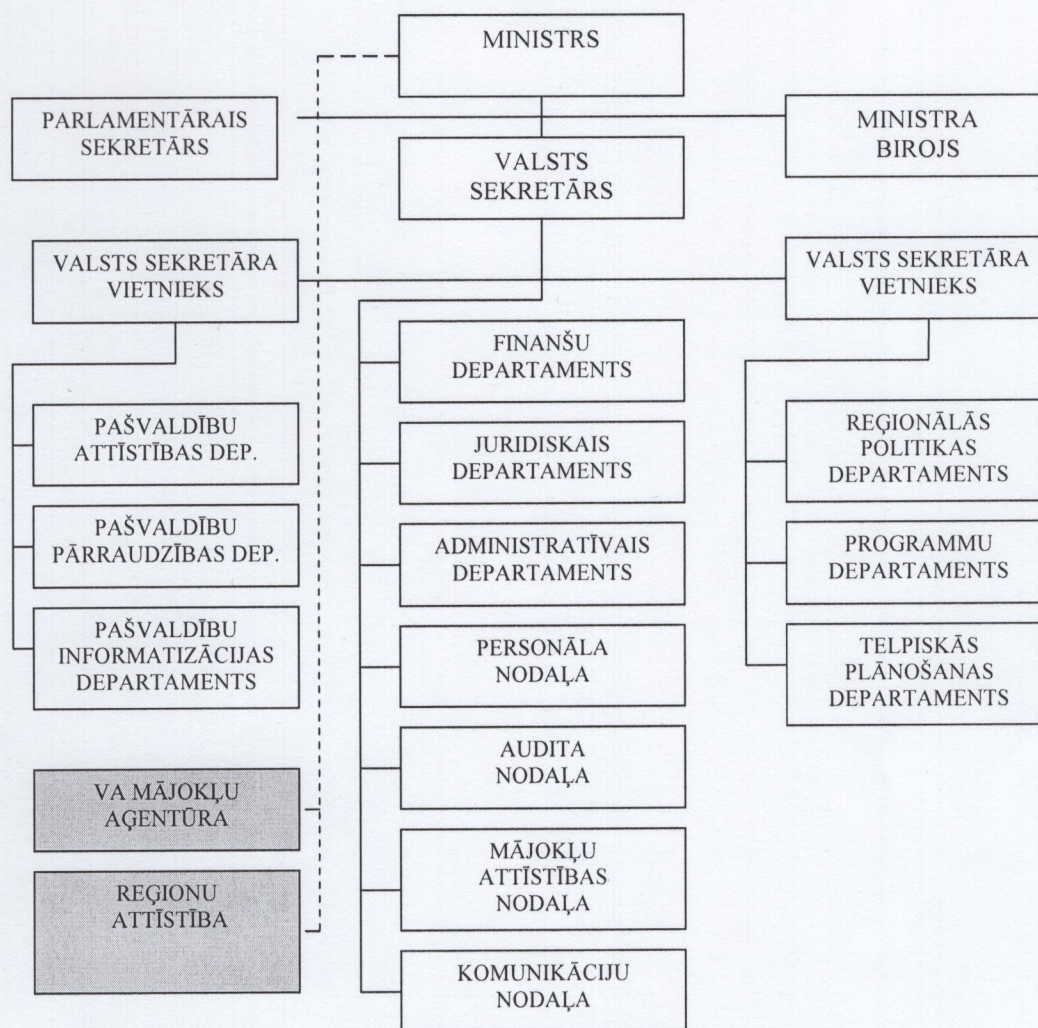 MINISTRS
PARLAMENTĀRAIS
SEKRETĀRS
MINISTRA
BIROJS
VALSTS
SEKRETĀRS
VALSTS SEKRETĀRA
VIETNIEKS
VALSTS SEKRETĀRA
VIETNIEKS
PAŠVALDĪBU
ATTĪSTĪBAS DEP.
PAŠVALDĪBU
PĀRRAUDZĪBAS DEP.
PAŠVALDĪBU
INFORMATIZĀCIJAS
DEPARTAMENTS
VA MĀJOKĻU
AĢENTŪRA
REĢIONU
ATTĪSTĪBA
FINANŠU
DEPARTAMENTS
JURIDISKAIS
DEPARTAMENTS
ADMINISTRATĪVAIS
DEPARTAMENTS
PERSONĀLA
NODAĻA
AUDITA
NODAĻA
MĀJOKĻU
ATTĪSTĪBAS
NODAĻA
KOMUNIKĀCIJU
NODAĻA
REĢIONĀLĀS
POLITIKAS
DEPARTAMENTS
PROGRAMMU
DEPARTAMENTS
TELPISKĀS
PLĀNOŠANAS
DEPARTAMENTS